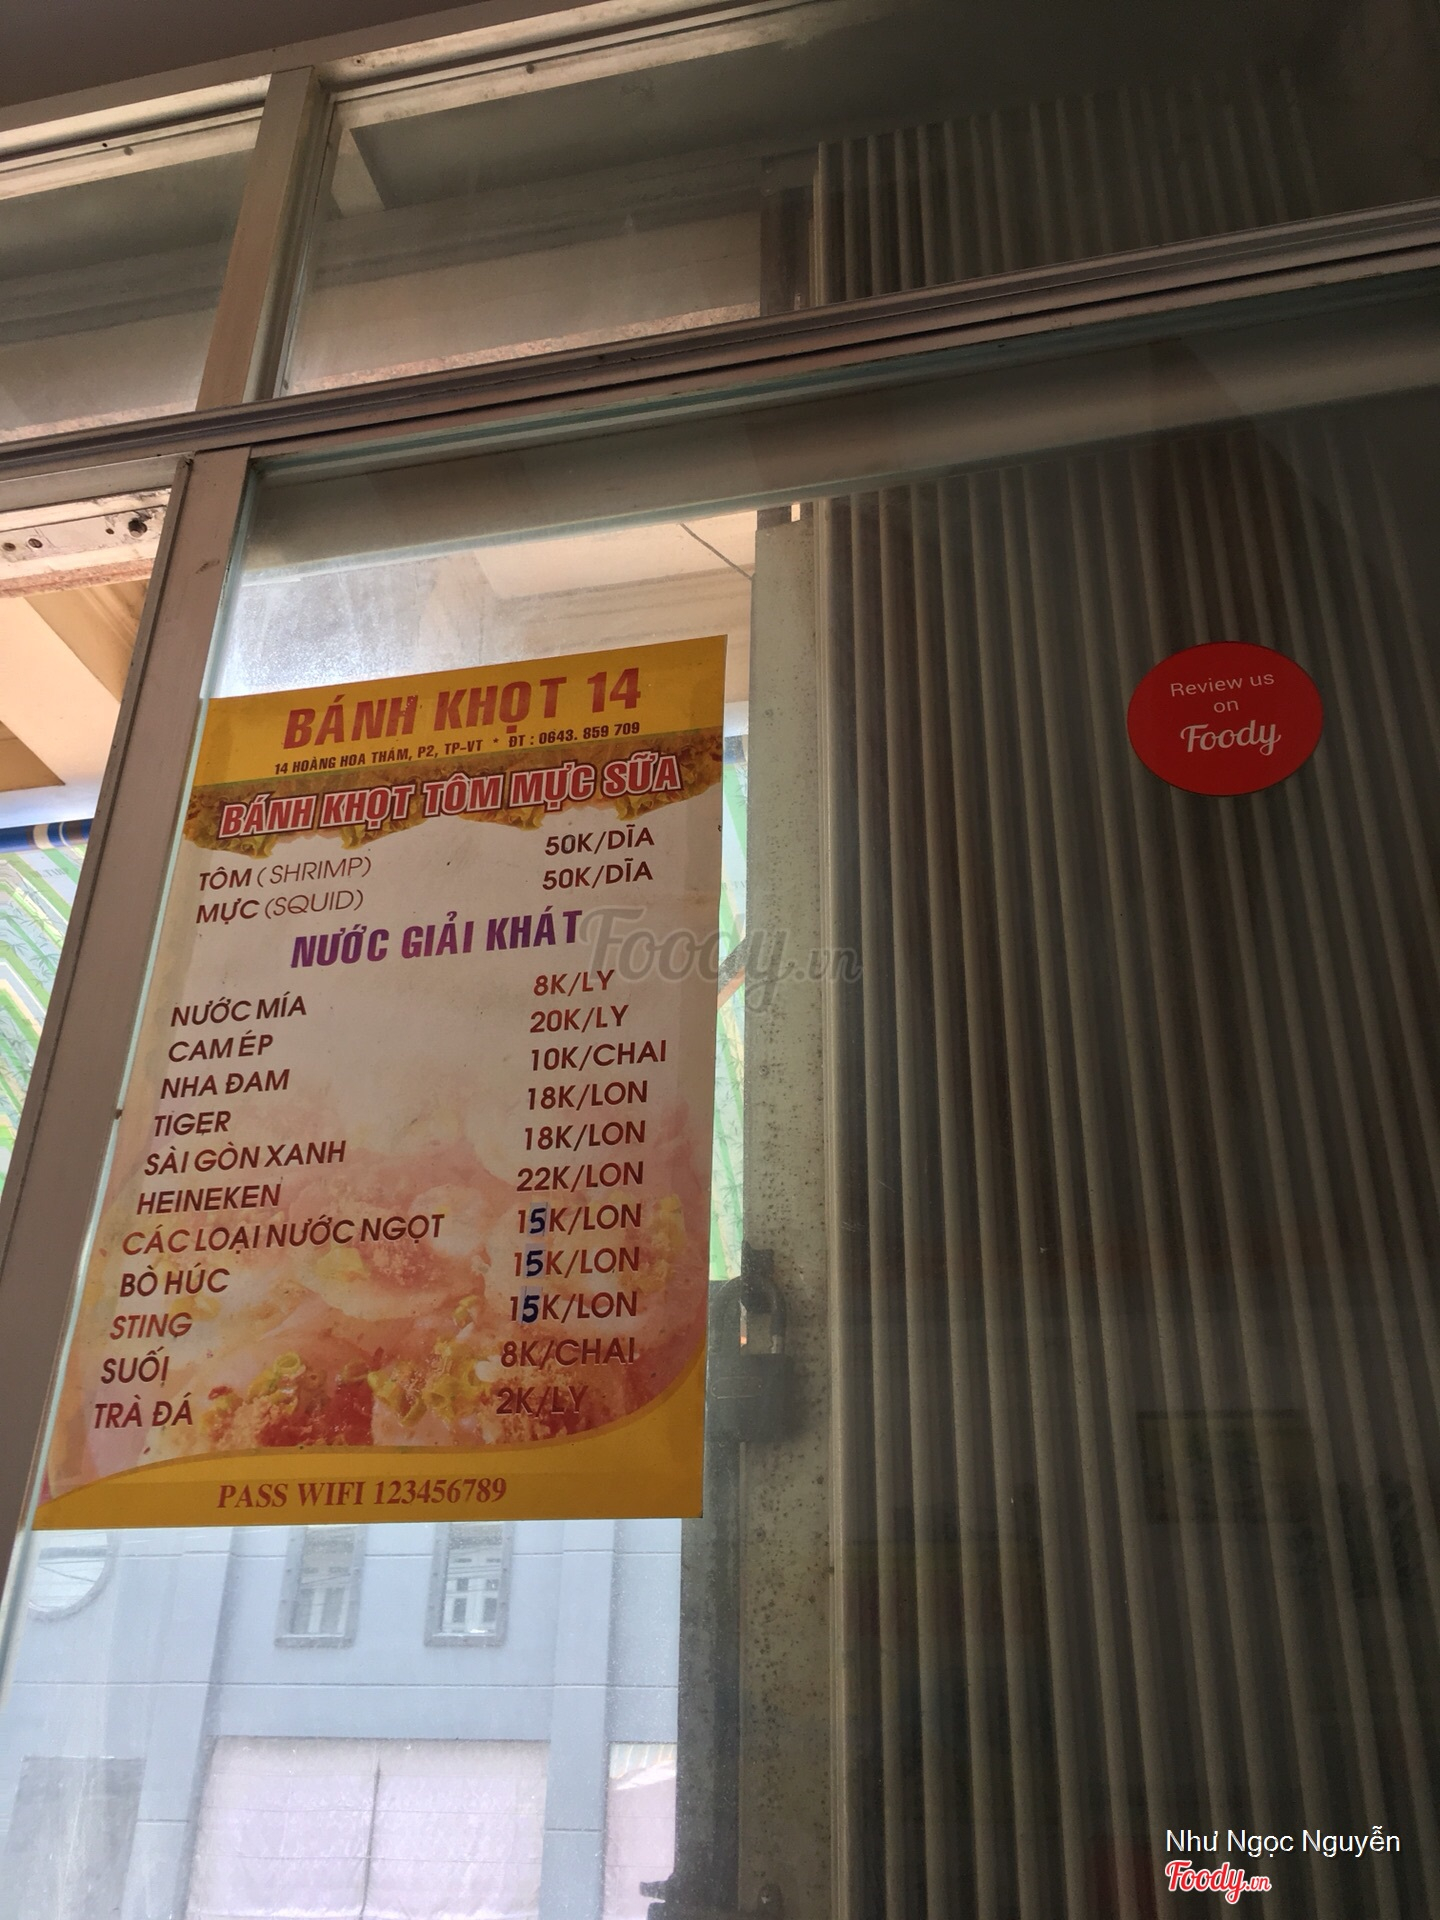 BÁNH KHỌT 14
14 HOÀNG HOA THÁM, P2, TP-VT • ĐT : 0643. 859 709
BÁNH KHỌT TÔM MỰC SỮA
TÔM (SHRIMP) 50K/DĨA
MỰC (SQUID) 50K/DĨA
NƯỚC GIẢI KHÁT
NƯỚC MÍA 8K/LY
CAM ÉP 20K/LY
NHA ĐAM 10K/CHAI
TIGER 18K/LON
SÀI GÒN XANH 18K/LON
HEINEKEN 22K/LON
CÁC LOẠI NƯỚC NGỌT 15K/LON
BÒ HÚC 15K/LON
STING 15K/LON
SUỐI 8K/CHAI
TRÀ ĐÁ 2K/LY
PASS WIFI 123456789
Review us
on
Foody
Foody.vn
Như Ngọc Nguyễn
Foody.vn